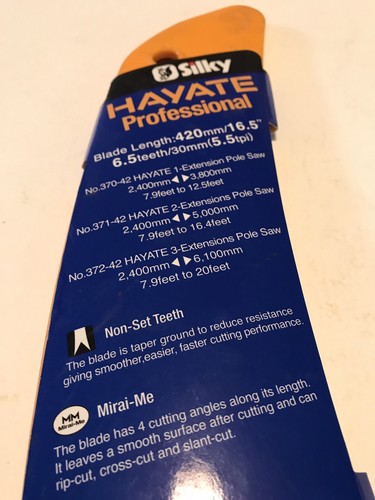 Silky
HAYATE
Professional
Blade Length:420mm/16.5"
6.5teeth/30mm(5.5tpi)
No.370-42 HAYATE 1-Extension Pole Saw
2,400mm◀▶3,800mm
7.9feet to 12.5feet
No.371-42 HAYATE 2-Extensions Pole Saw
2,400mm◀▶5,000mm
7.9feet to 16.4feet
No.372-42 HAYATE 3-Extensions Pole Saw
2,400mm◀▶6,100mm
7.9feet to 20feet
Non-Set Teeth
The blade is taper ground to reduce resistance
giving smoother,easier, faster cutting performance.
MM
Mirai-Me
Mirai-Me
The blade has 4 cutting angles along its length.
It leaves a smooth surface after cutting and can
rip-cut, cross-cut and slant-cut.